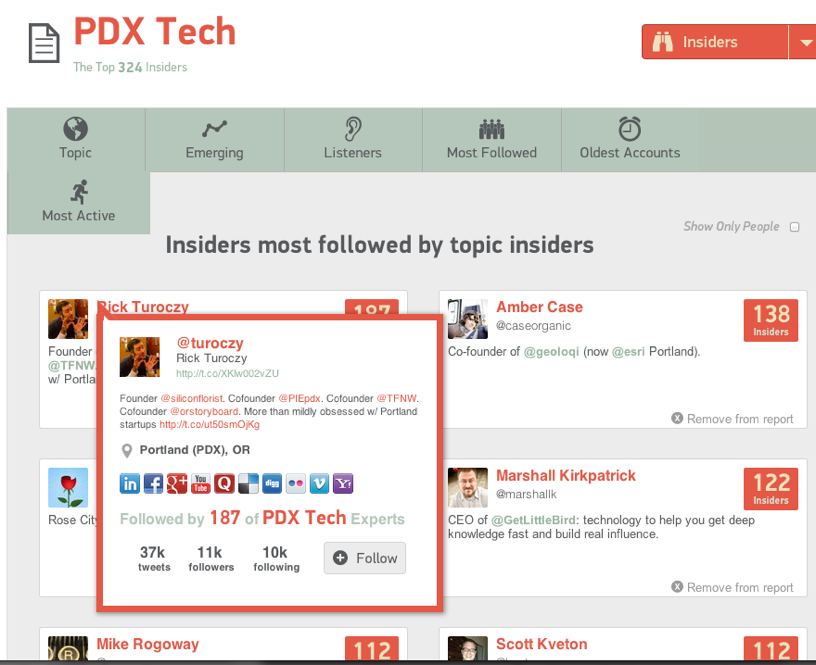 PDX Tech
The Top 324 Insiders
Insiders
Topic
Emerging
Listeners
Most Followed
Oldest Accounts
Most Active
Show Only People
Insiders most followed by topic insiders
Rick Turoczy
187
Founder
@TFNW.
w/ Portla
@turoczy
Rick Turoczy
http://t.co/XKlw002vZU
Founder @siliconflorist. Cofounder @PIEpdx. Cofounder @TFNW.
Cofounder @orstoryboard. More than mildly obsessed w/ Portland
startups http://t.co/ut50smOjKg
Portland (PDX), OR
in f g+ You Tube Q digg v Y!
Followed by 187 of PDX Tech Experts
37k tweets
11k followers
10k following
Follow
Amber Case
@caseorganic
138
Insiders
Co-founder of @geoloqi (now @esri Portland).
Remove from report
Rose City
Marshall Kirkpatrick
@marshallk
122
Insiders
CEO of @GetLittleBird: technology to help you get deep
knowledge fast and build real influence.
Remove from report
Mike Rogoway
112
Scott Kveton
112